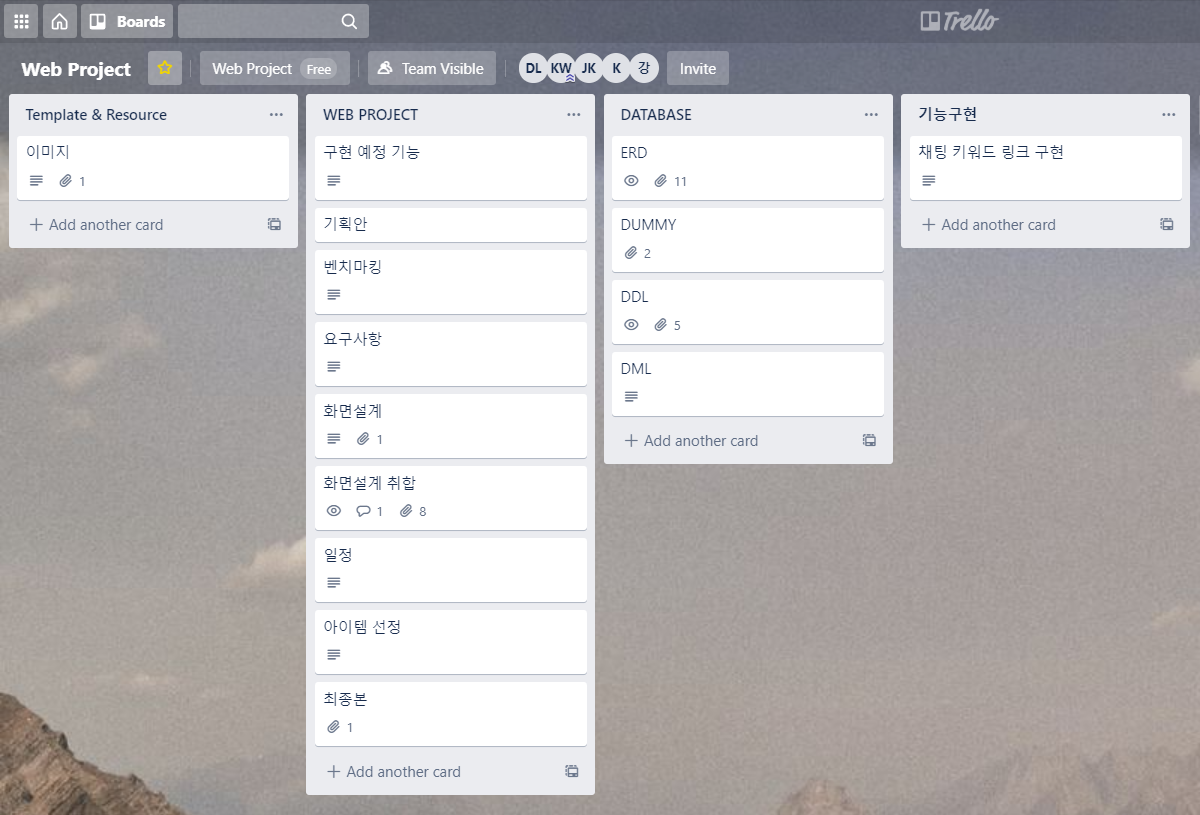 Boards
Trello
Web Project
Web Project Free
Team Visible
DL KW JK K 강
Invite
Template & Resource
이미지
1
Add another card
WEB PROJECT
구현 예정 기능
기획안
벤치마킹
요구사항
화면설계
1
화면설계 취합
1 8
일정
아이템 선정
최종본
1
Add another card
DATABASE
ERD
11
DUMMY
2
DDL
5
DML
Add another card
기능구현
채팅 키워드 링크 구현
Add another card